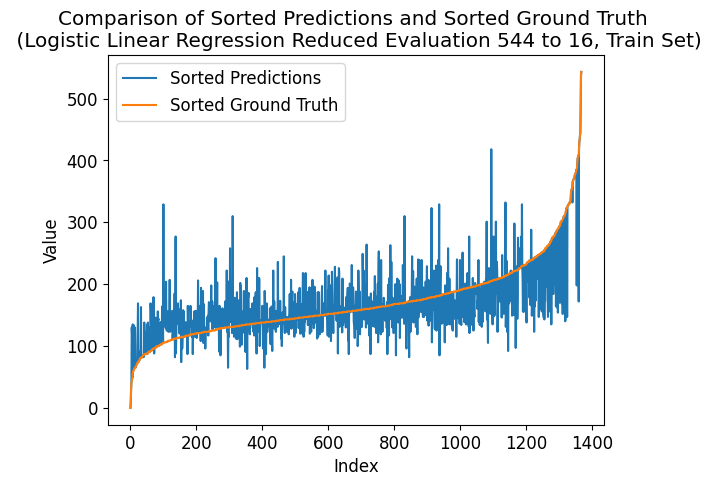 Comparison of Sorted Predictions and Sorted Ground Truth
(Logistic Linear Regression Reduced Evaluation 544 to 16, Train Set)
Sorted Predictions
Sorted Ground Truth
500
400
300
200
100
0
Value
0 200 400 600 800 1000 1200 1400
Index